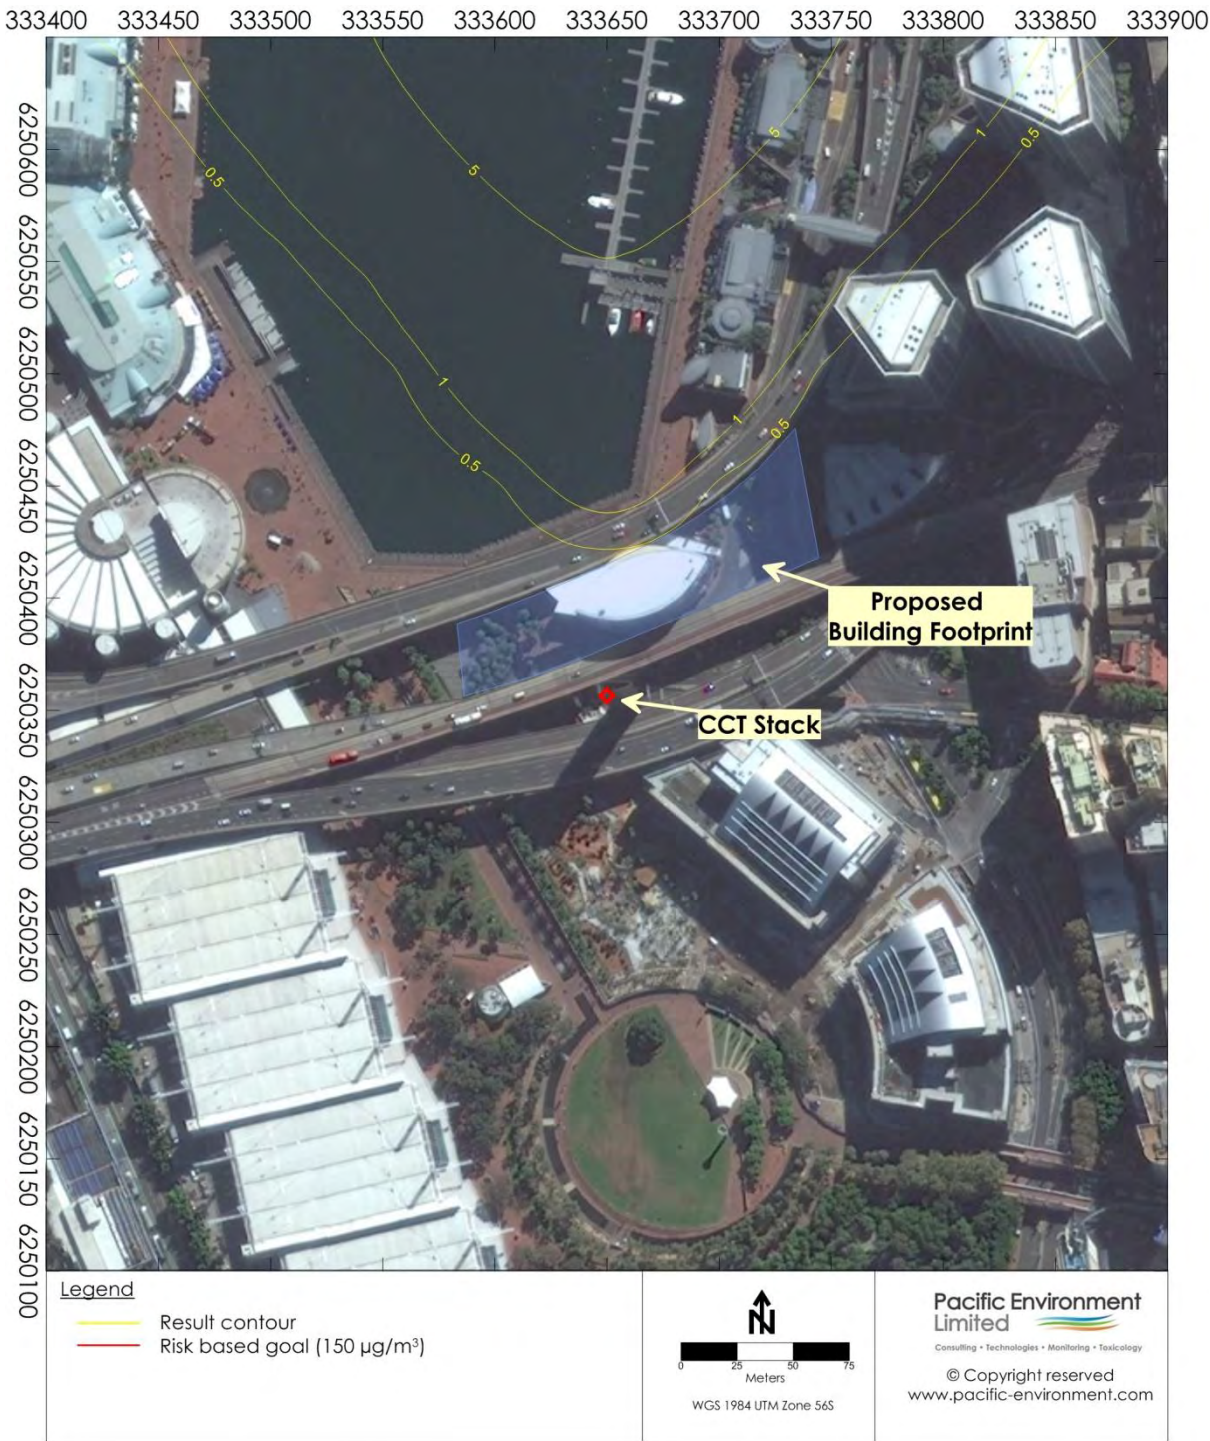 333400 333450 333500 333550 333600 333650 333700 333750 333800 333850 333900
6250600
6250550
6250500
6250450
6250400
6250350
6250300
6250250
6250200
6250150
6250100
0.5
5
5
1
0.5
1
1
0.5
0.5
Proposed
Building Footprint
CCT Stack
Legend
Result contour
Risk based goal (150 µg/m³)
N
0 25 50 75
Meters
WGS 1984 UTM Zone 56S
Pacific Environment
Limited
Consulting • Technologies • Monitoring • Toxicology
© Copyright reserved
www.pacific-environment.com